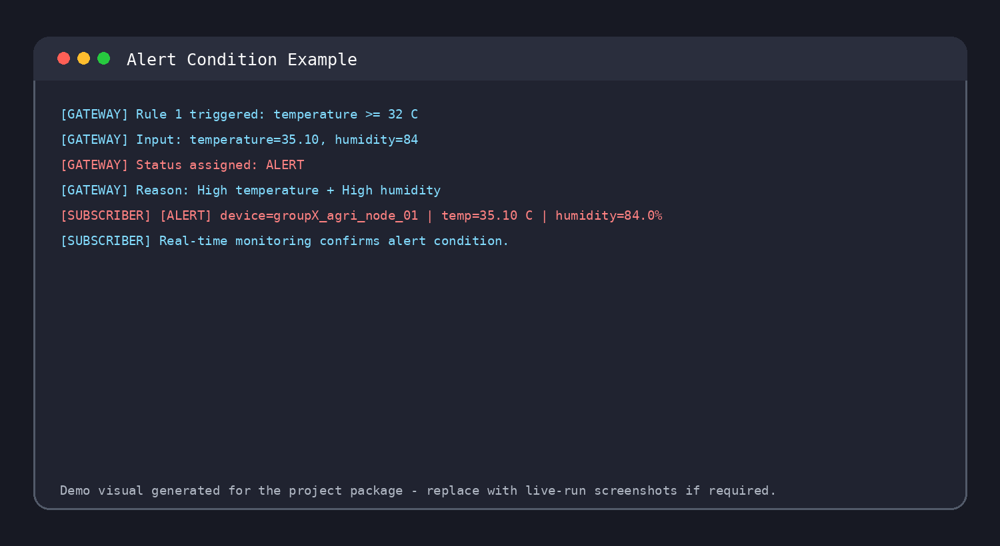 Alert Condition Example
[GATEWAY] Rule 1 triggered: temperature >= 32 C
[GATEWAY] Input: temperature=35.10, humidity=84
[GATEWAY] Status assigned: ALERT
[GATEWAY] Reason: High temperature + High humidity
[SUBSCRIBER] [ALERT] device=groupX_agri_node_01 | temp=35.10 C | humidity=84.0%
[SUBSCRIBER] Real-time monitoring confirms alert condition.
Demo visual generated for the project package - replace with live-run screenshots if required.